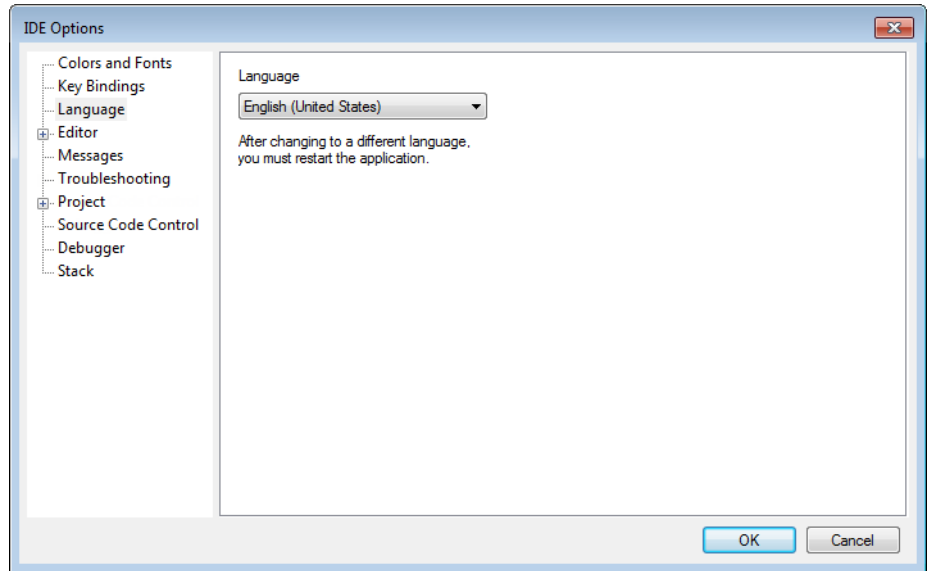 IDE Options
Colors and Fonts
Key Bindings
Language
Editor
Messages
Troubleshooting
Project
Source Code Control
Debugger
Stack
Language
English (United States)
After changing to a different language,
you must restart the application.
OK
Cancel